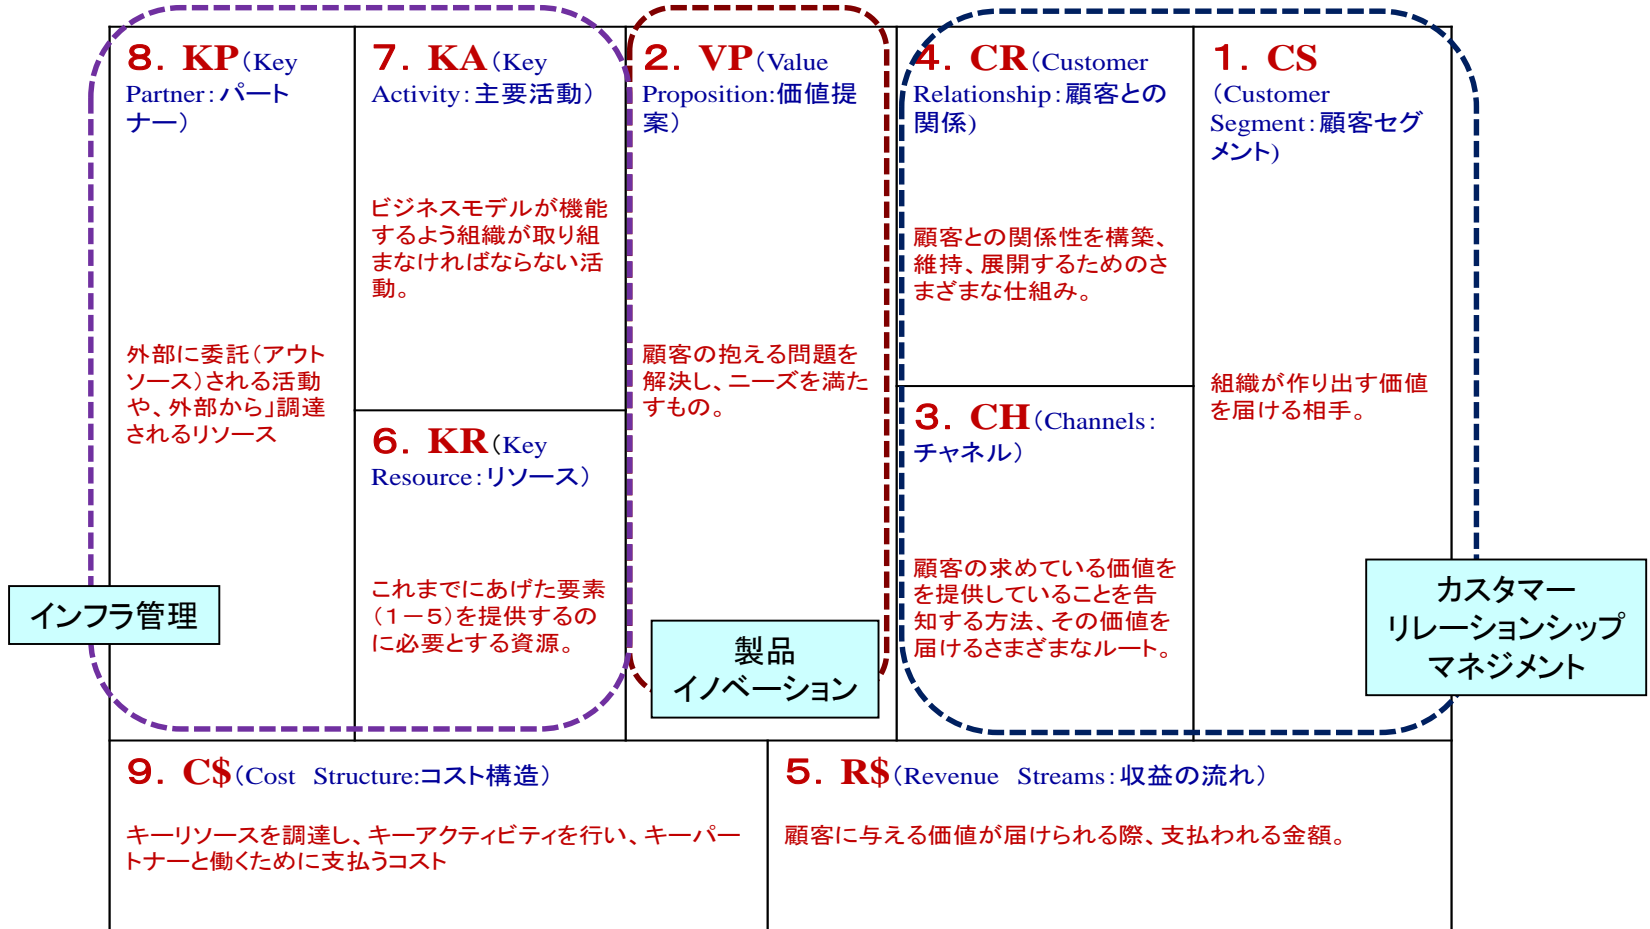 8．KP（Key
Partner：パート
ナー）
外部に委託（アウト
ソース）される活動
や、外部から」調達
されるリソース
7．KA（Key
Activity：主要活動）
ビジネスモデルが機能
するよう組織が取り組
まなければならない活
動。
6．KR（Key
Resource：リソース）
これまでにあげた要素
（1－5）を提供するの
に必要とする資源。
インフラ管理
2．VP（Value
Proposition:価値提
案）
顧客の抱える問題を
解決し、ニーズを満た
すもの。
製品
イノベーション
4．CR（Customer
Relationship：顧客との
関係)
顧客との関係性を構築、
維持、展開するためのさ
まざまな仕組み。
3．CH（Channels：
チャネル）
顧客の求めている価値を
を提供していることを告
知する方法、その価値を
届けるさまざまなルート。
1．CS
（Customer
Segment：顧客セグ
メント)
組織が作り出す価値
を届ける相手。
カスタマー
リレーションシップ
マネジメント
9．C$（Cost　Structure:コスト構造）
キーリソースを調達し、キーアクティビティを行い、キーパー
トナーと働くために支払うコスト
5．R$（Revenue　Streams：収益の流れ）
顧客に与える価値が届けられる際、支払われる金額。